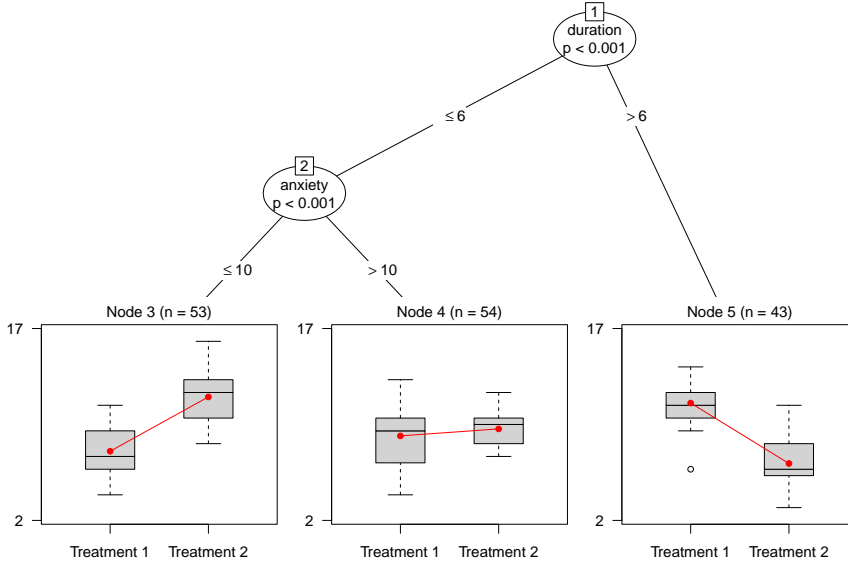 1
duration
p < 0.001
≤ 6
> 6
2
anxiety
p < 0.001
≤ 10
> 10
Node 3 (n = 53)
17
2
Treatment 1
Treatment 2
Node 4 (n = 54)
17
2
Treatment 1
Treatment 2
Node 5 (n = 43)
17
2
Treatment 1
Treatment 2